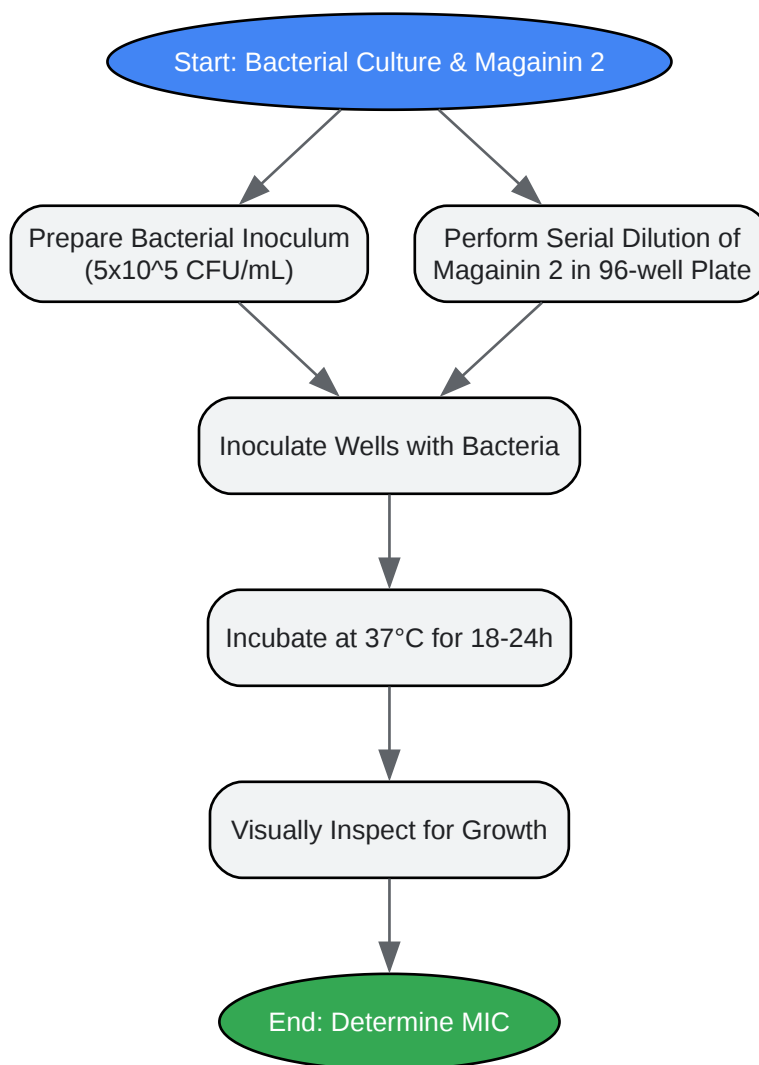 Start: Bacterial Culture & Magainin 2
Prepare Bacterial Inoculum
(5x10^5 CFU/mL)
Perform Serial Dilution of
Magainin 2 in 96-well Plate
Inoculate Wells with Bacteria
Incubate at 37°C for 18-24h
Visually Inspect for Growth
End: Determine MIC